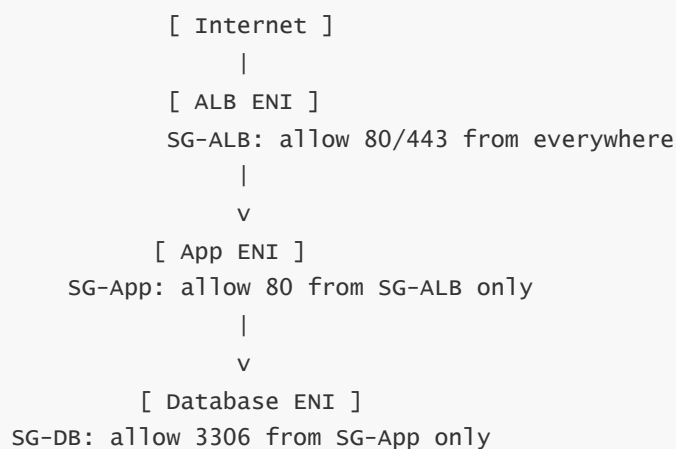 [ Internet ]
|
[ ALB ENI ]
SG-ALB: allow 80/443 from everywhere
|
v
[ App ENI ]
SG-App: allow 80 from SG-ALB only
|
v
[ Database ENI ]
SG-DB: allow 3306 from SG-App only